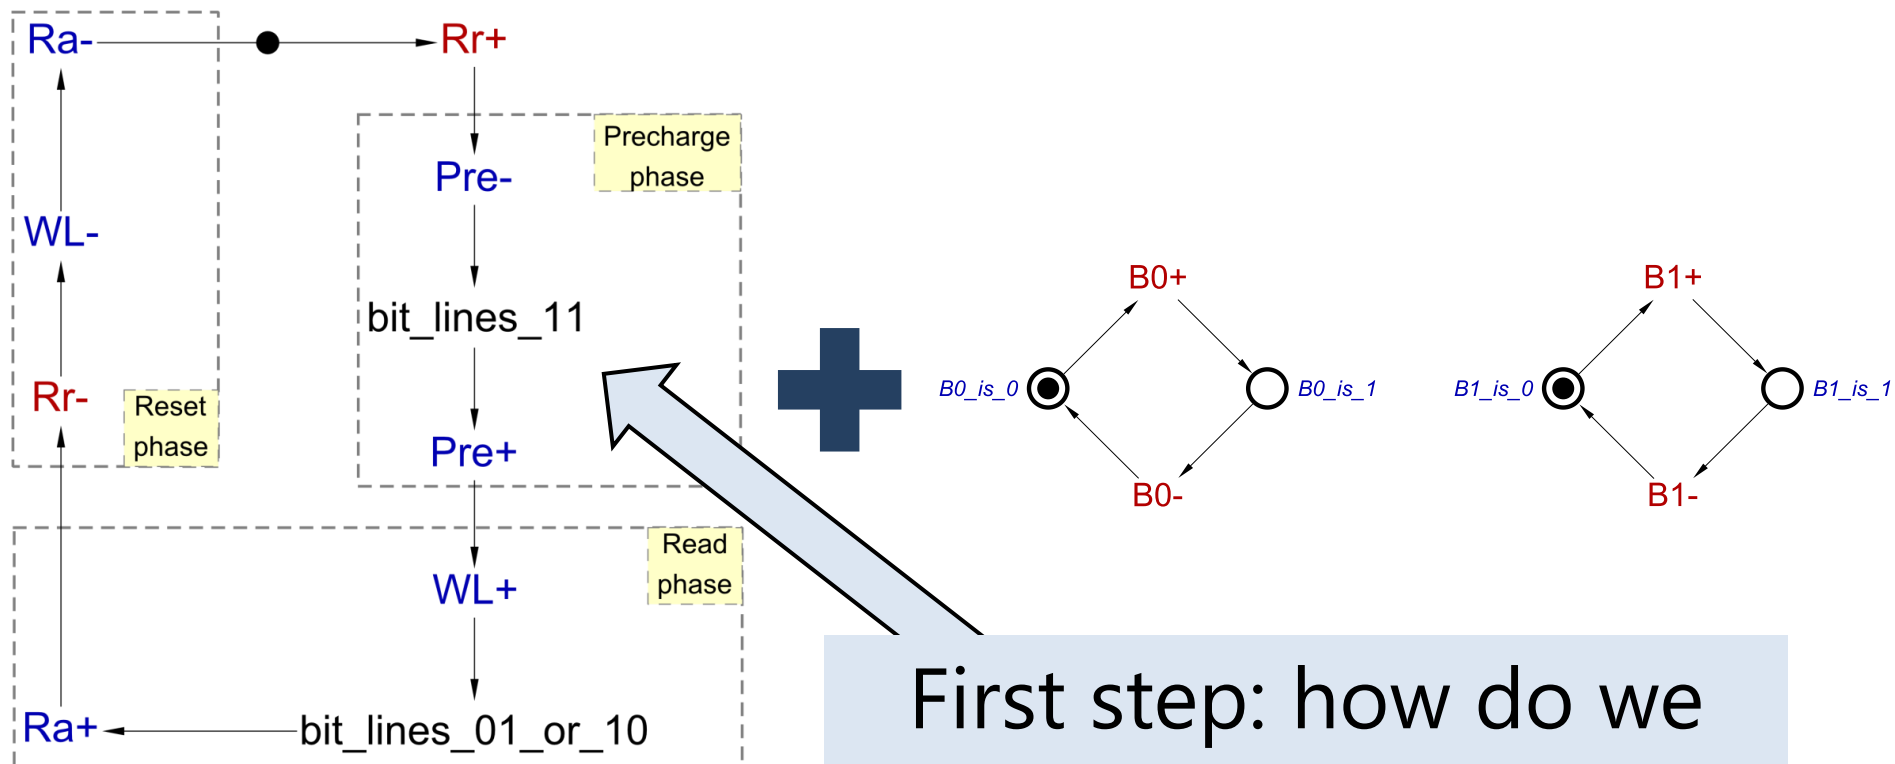 Ra-
Rr+
Precharge
phase
Pre-
WL-
bit_lines_11
Rr-
Reset
phase
Pre+
Read
phase
WL+
Ra+
bit_lines_01_or_10
B0+
B0_is_0
B0_is_1
B0-
B1+
B1_is_0
B1_is_1
B1-
First step: how do we